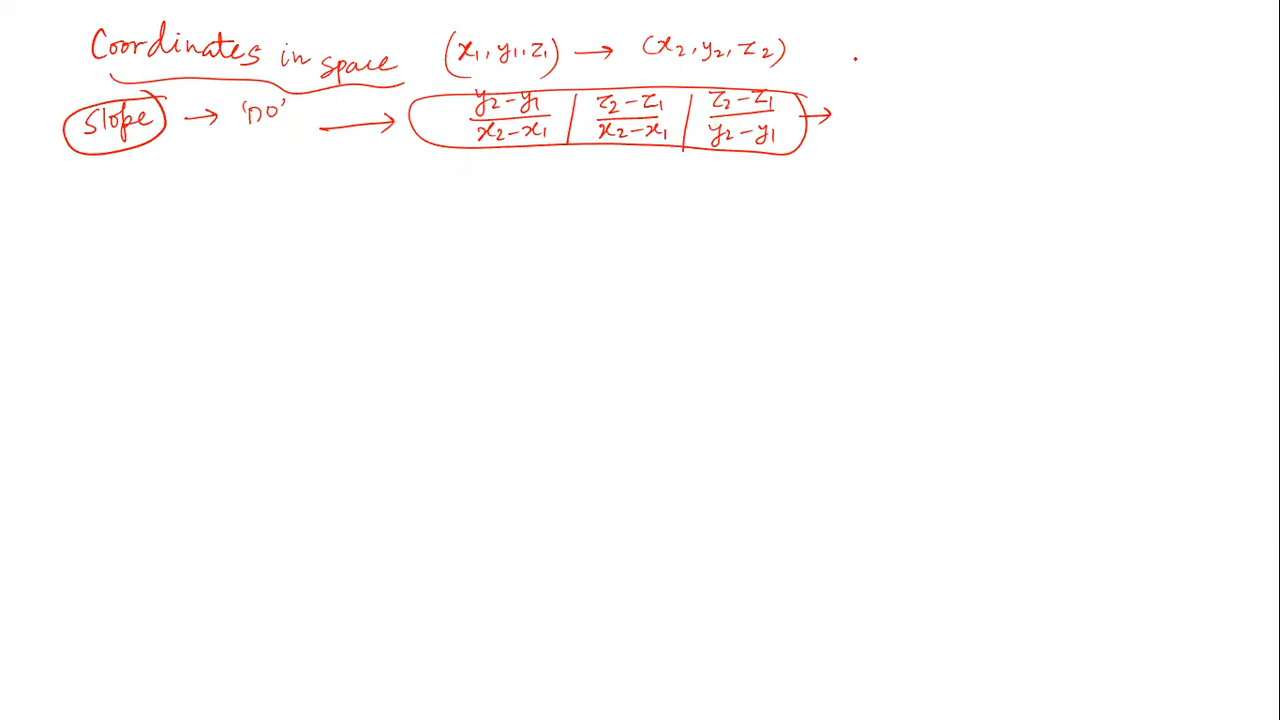 Coordinates in space (x₁, y₁, z₁) → (x₂, y₂, z₂)
Slope → 'no' → y₂-y₁/x₂-x₁ | z₂-z₁/x₂-x₁ | z₂-z₁/y₂-y₁ →